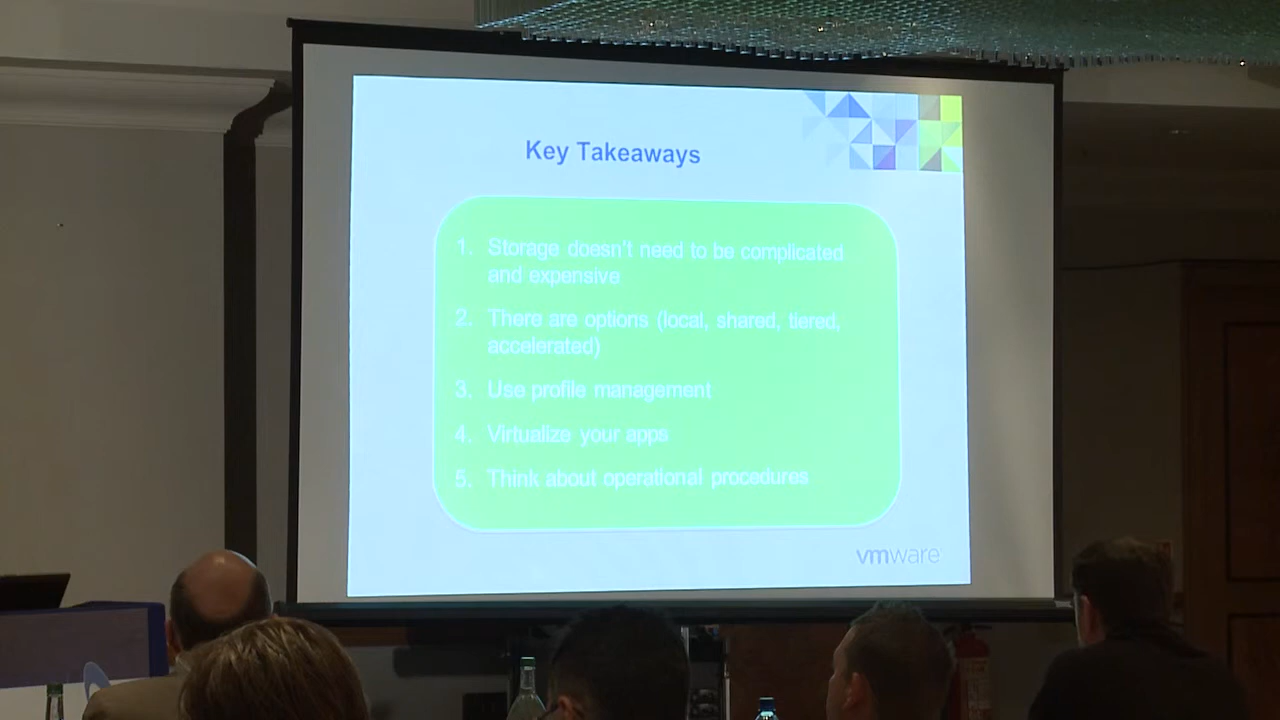 Key Takeaways
1. Storage doesn't need to be complicated
and expensive
2. There are options (local, shared, tiered,
accelerated)
3. Use profile management
4. Virtualize your apps
5. Think about operational procedures
vmware